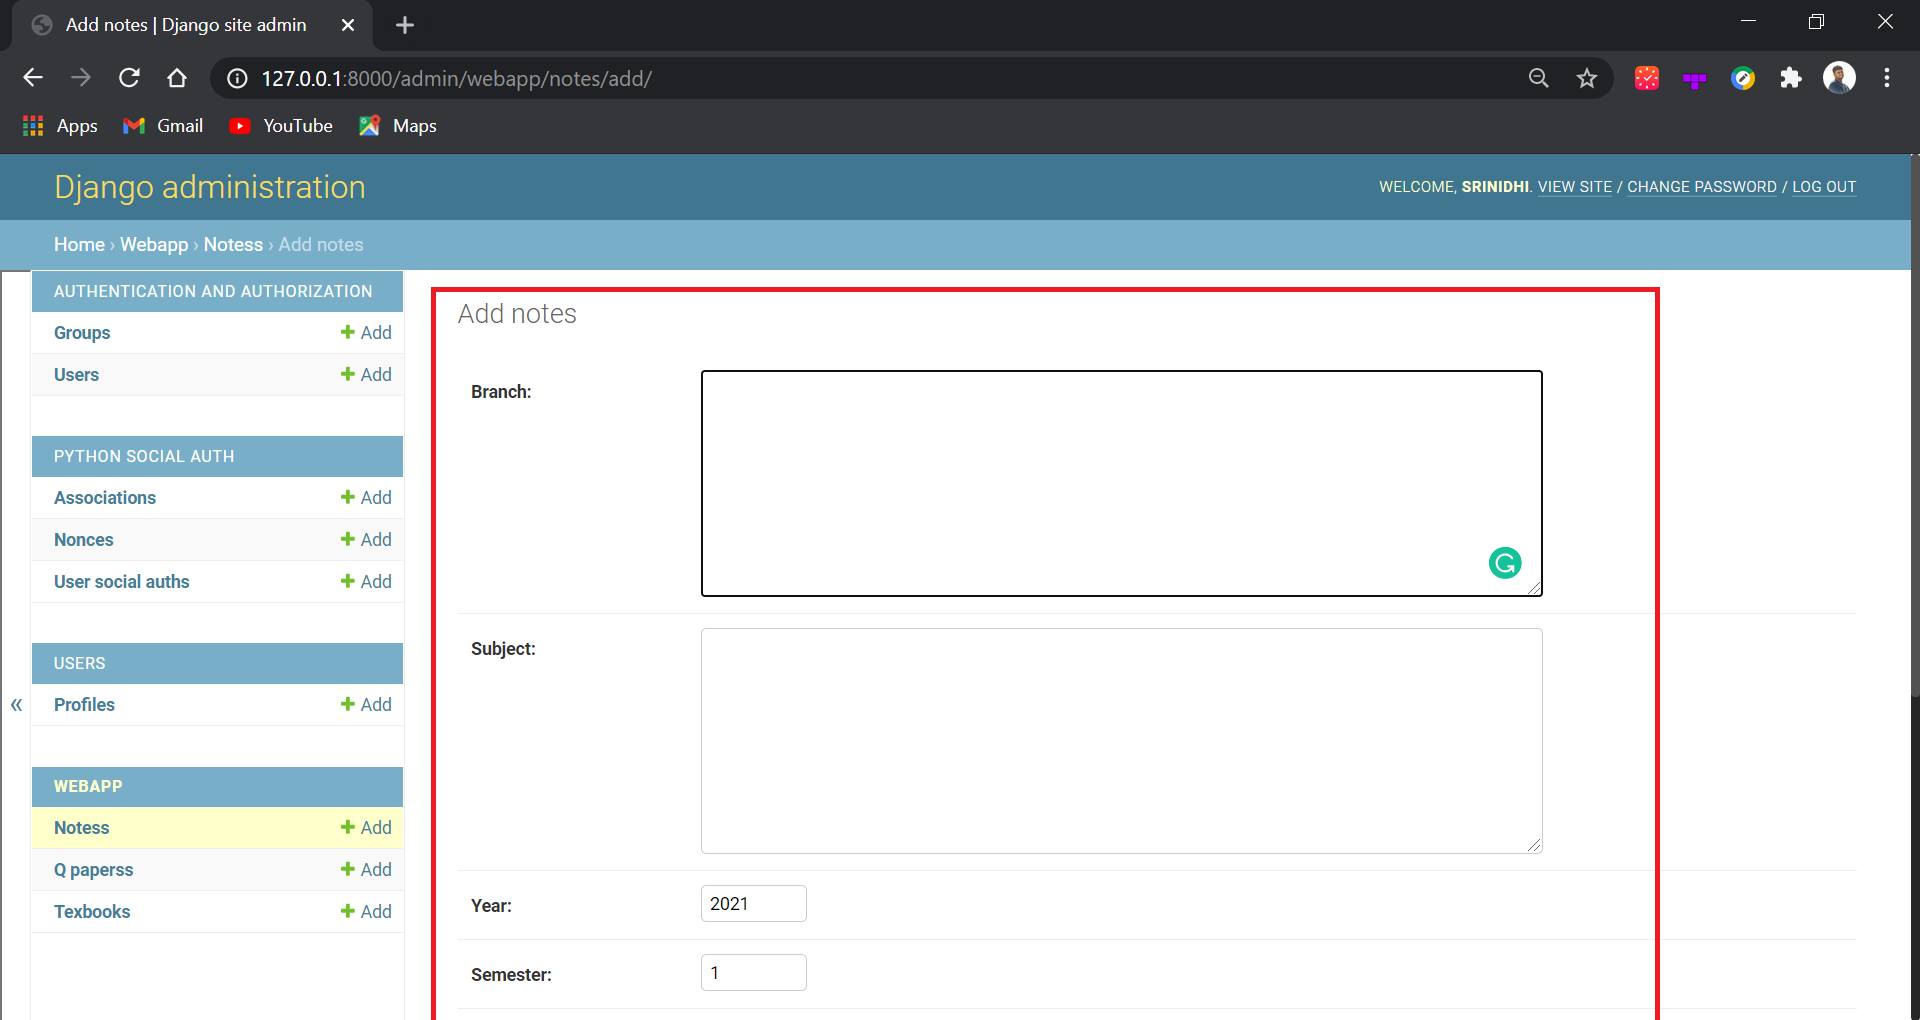 Add notes | Django site admin
127.0.0.1:8000/admin/webapp/notes/add/
Apps Gmail YouTube Maps
Django administration
WELCOME, SRINIDHI. VIEW SITE / CHANGE PASSWORD / LOG OUT
Home › Webapp › Notess › Add notes
AUTHENTICATION AND AUTHORIZATION
Groups + Add
Users + Add
PYTHON SOCIAL AUTH
Associations + Add
Nonces + Add
User social auths + Add
USERS
«
Profiles + Add
WEBAPP
Notess + Add
Q paperss + Add
Texbooks + Add
Add notes
Branch:
Subject:
Year: 2021
Semester: 1